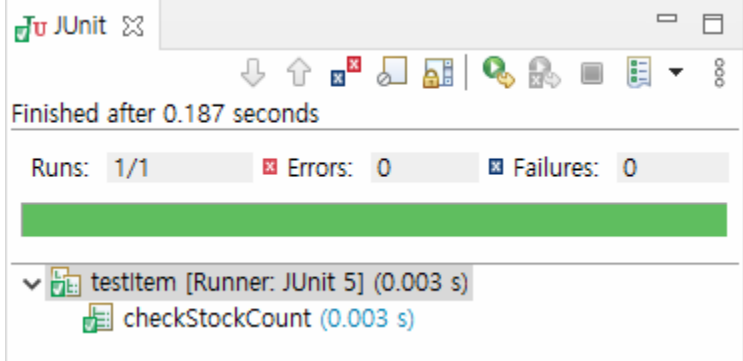 JUnit
Finished after 0.187 seconds
Runs: 1/1 Errors: 0 Failures: 0
testItem [Runner: JUnit 5] (0.003 s)
checkStockCount (0.003 s)